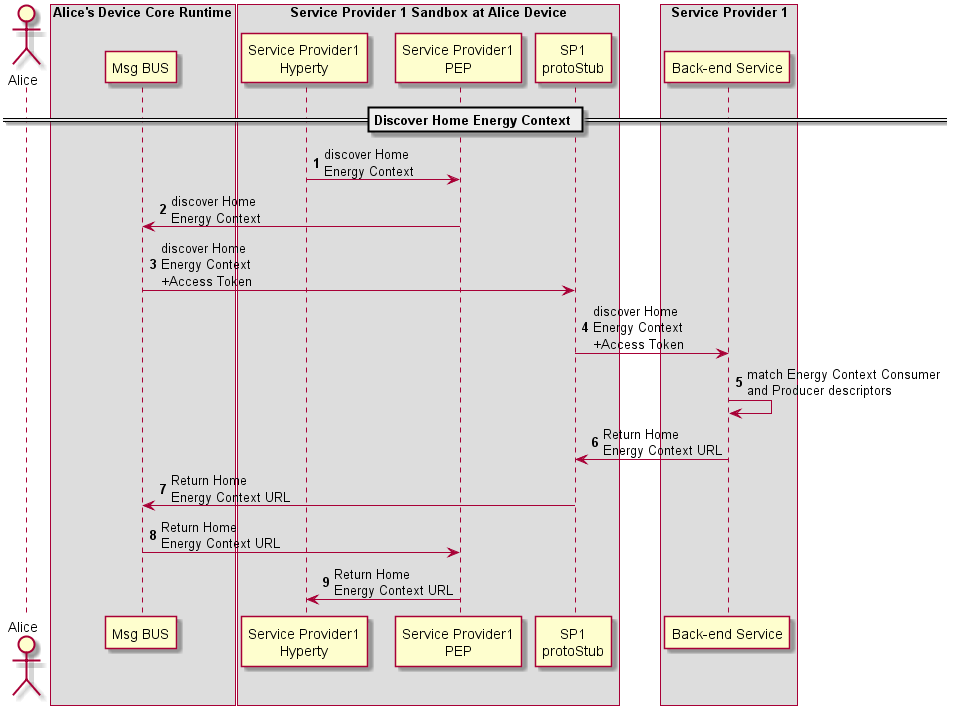 Alice's Device Core Runtime
Service Provider 1 Sandbox at Alice Device
Service Provider 1
Alice
Msg BUS
Service Provider1
Hyperty
Service Provider1
PEP
SP1
protoStub
Back-end Service
Discover Home Energy Context
1 discover Home
Energy Context
2 discover Home
Energy Context
3 discover Home
Energy Context
+Access Token
4 discover Home
Energy Context
+Access Token
5 match Energy Context Consumer
and Producer descriptors
6 Return Home
Energy Context URL
7 Return Home
Energy Context URL
8 Return Home
Energy Context URL
9 Return Home
Energy Context URL
Alice
Msg BUS
Service Provider1
Hyperty
Service Provider1
PEP
SP1
protoStub
Back-end Service